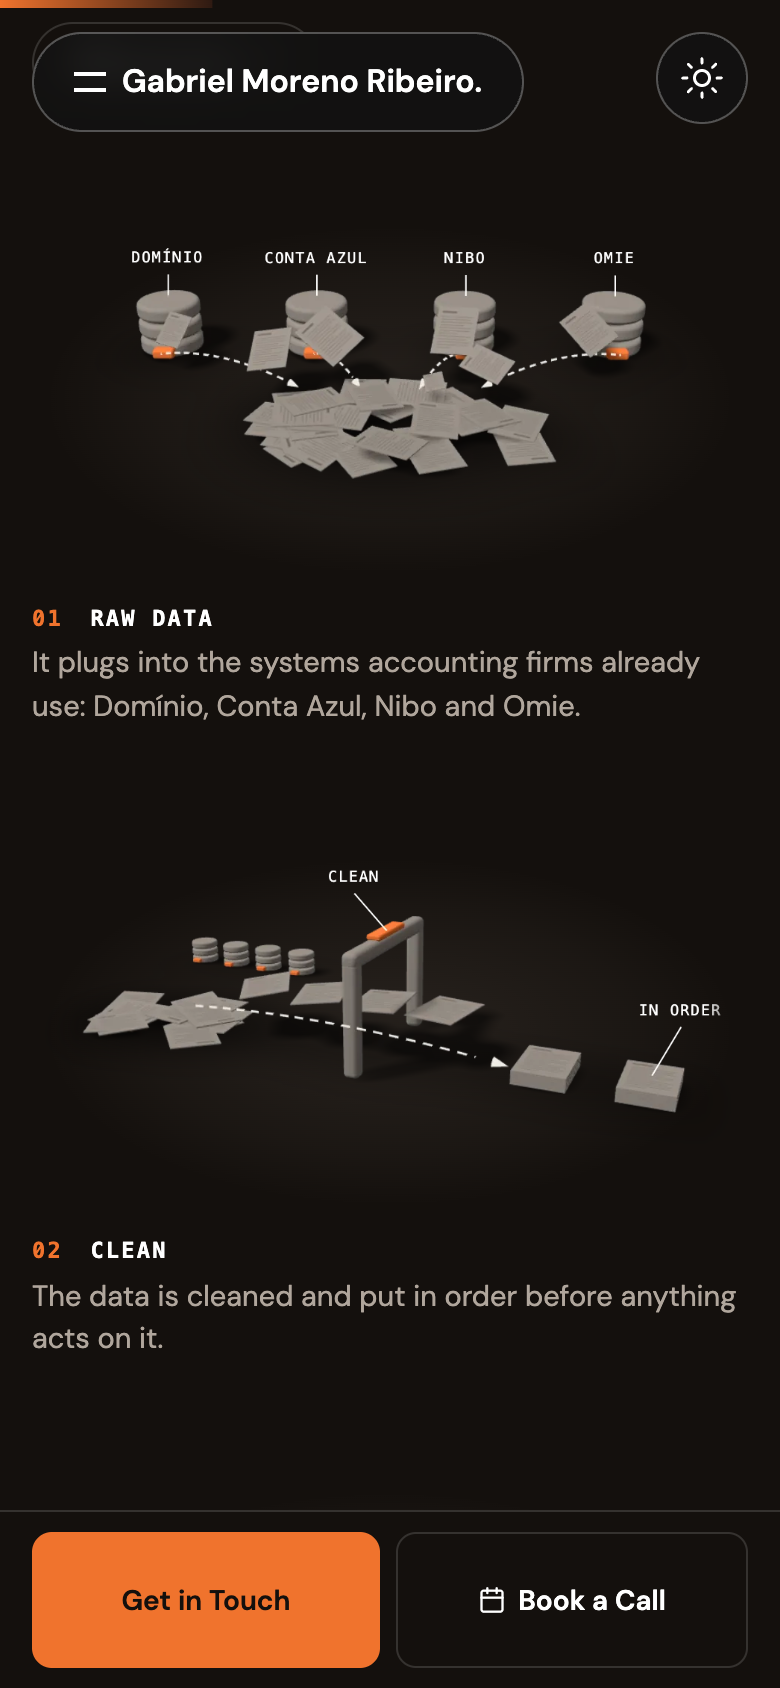 Gabriel Moreno Ribeiro.
DOMÍNIO CONTA AZUL NIBO OMIE
01 RAW DATA
It plugs into the systems accounting firms already
use: Domínio, Conta Azul, Nibo and Omie.
CLEAN
IN ORDER
02 CLEAN
The data is cleaned and put in order before anything
acts on it.
Get in Touch
Book a Call